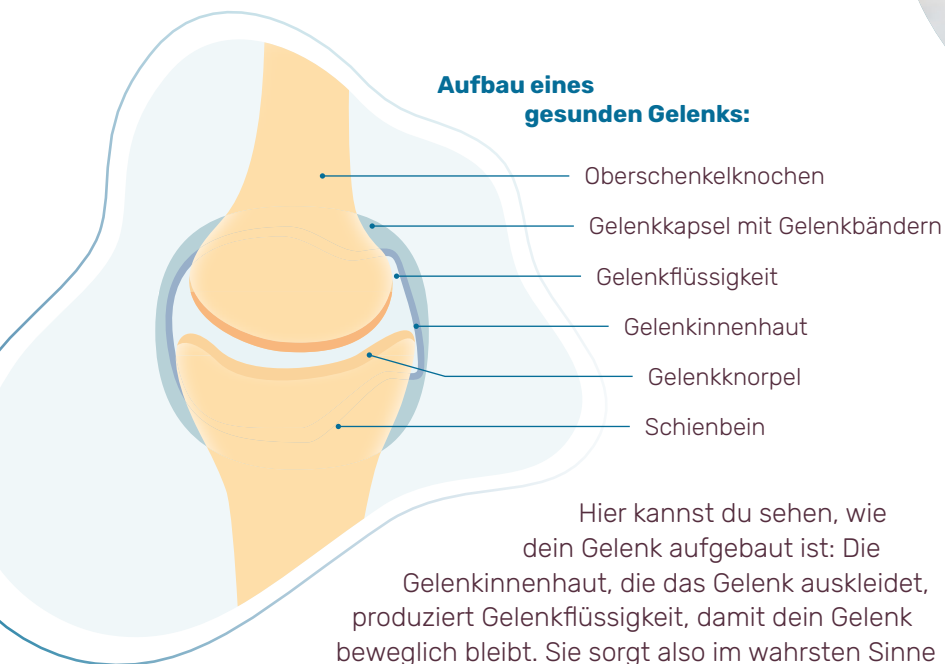 Aufbau eines
gesunden Gelenks:
Oberschenkelknochen
Gelenkkapsel mit Gelenkbändern
Gelenkflüssigkeit
Gelenkinnenhaut
Gelenkknorpel
Schienbein
Hier kannst du sehen, wie
dein Gelenk aufgebaut ist: Die
Gelenkinnenhaut, die das Gelenk auskleidet,
produziert Gelenkflüssigkeit, damit dein Gelenk
beweglich bleibt. Sie sorgt also im wahrsten Sinne